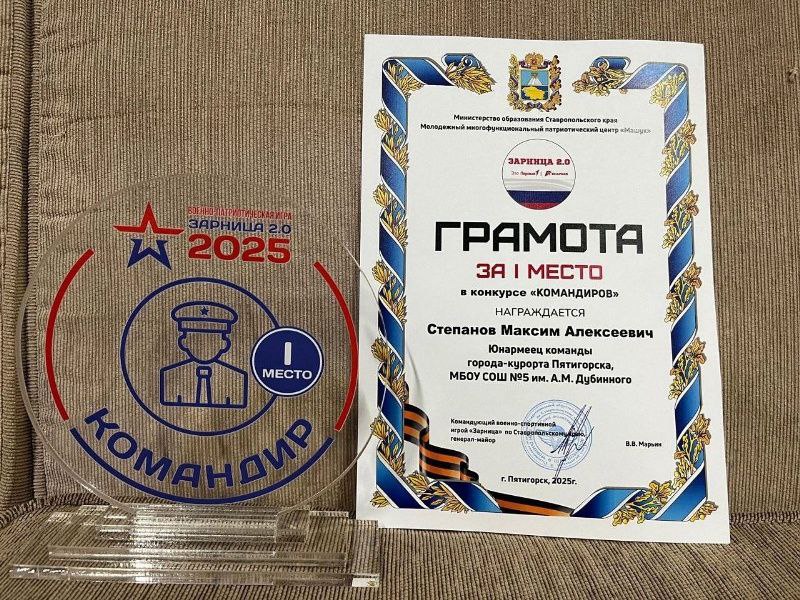 ВОЕННО-ПАТРИОТИЧЕСКАЯ ИГРА
ЗАРНИЦА 2.0
2025
I
МЕСТО
КОМАНДИР
Министерство образования Ставропольского края
Молодежный многофункциональный патриотический центр «Машук»
ЗАРНИЦА 2.0
ГРАМОТА
ЗА I МЕСТО
в конкурсе «КОМАНДИРОВ»
НАГРАЖДАЕТСЯ
Степанов Максим Алексеевич
Юнармеец команды
города-курорта Пятигорска,
МБОУ СОШ №5 им. А.М. Дубинного
Командующий военно-спортивной
игрой «Зарница» по Ставропольскому краю,
генерал-майор
В.В. Марьин
г. Пятигорск, 2025г.